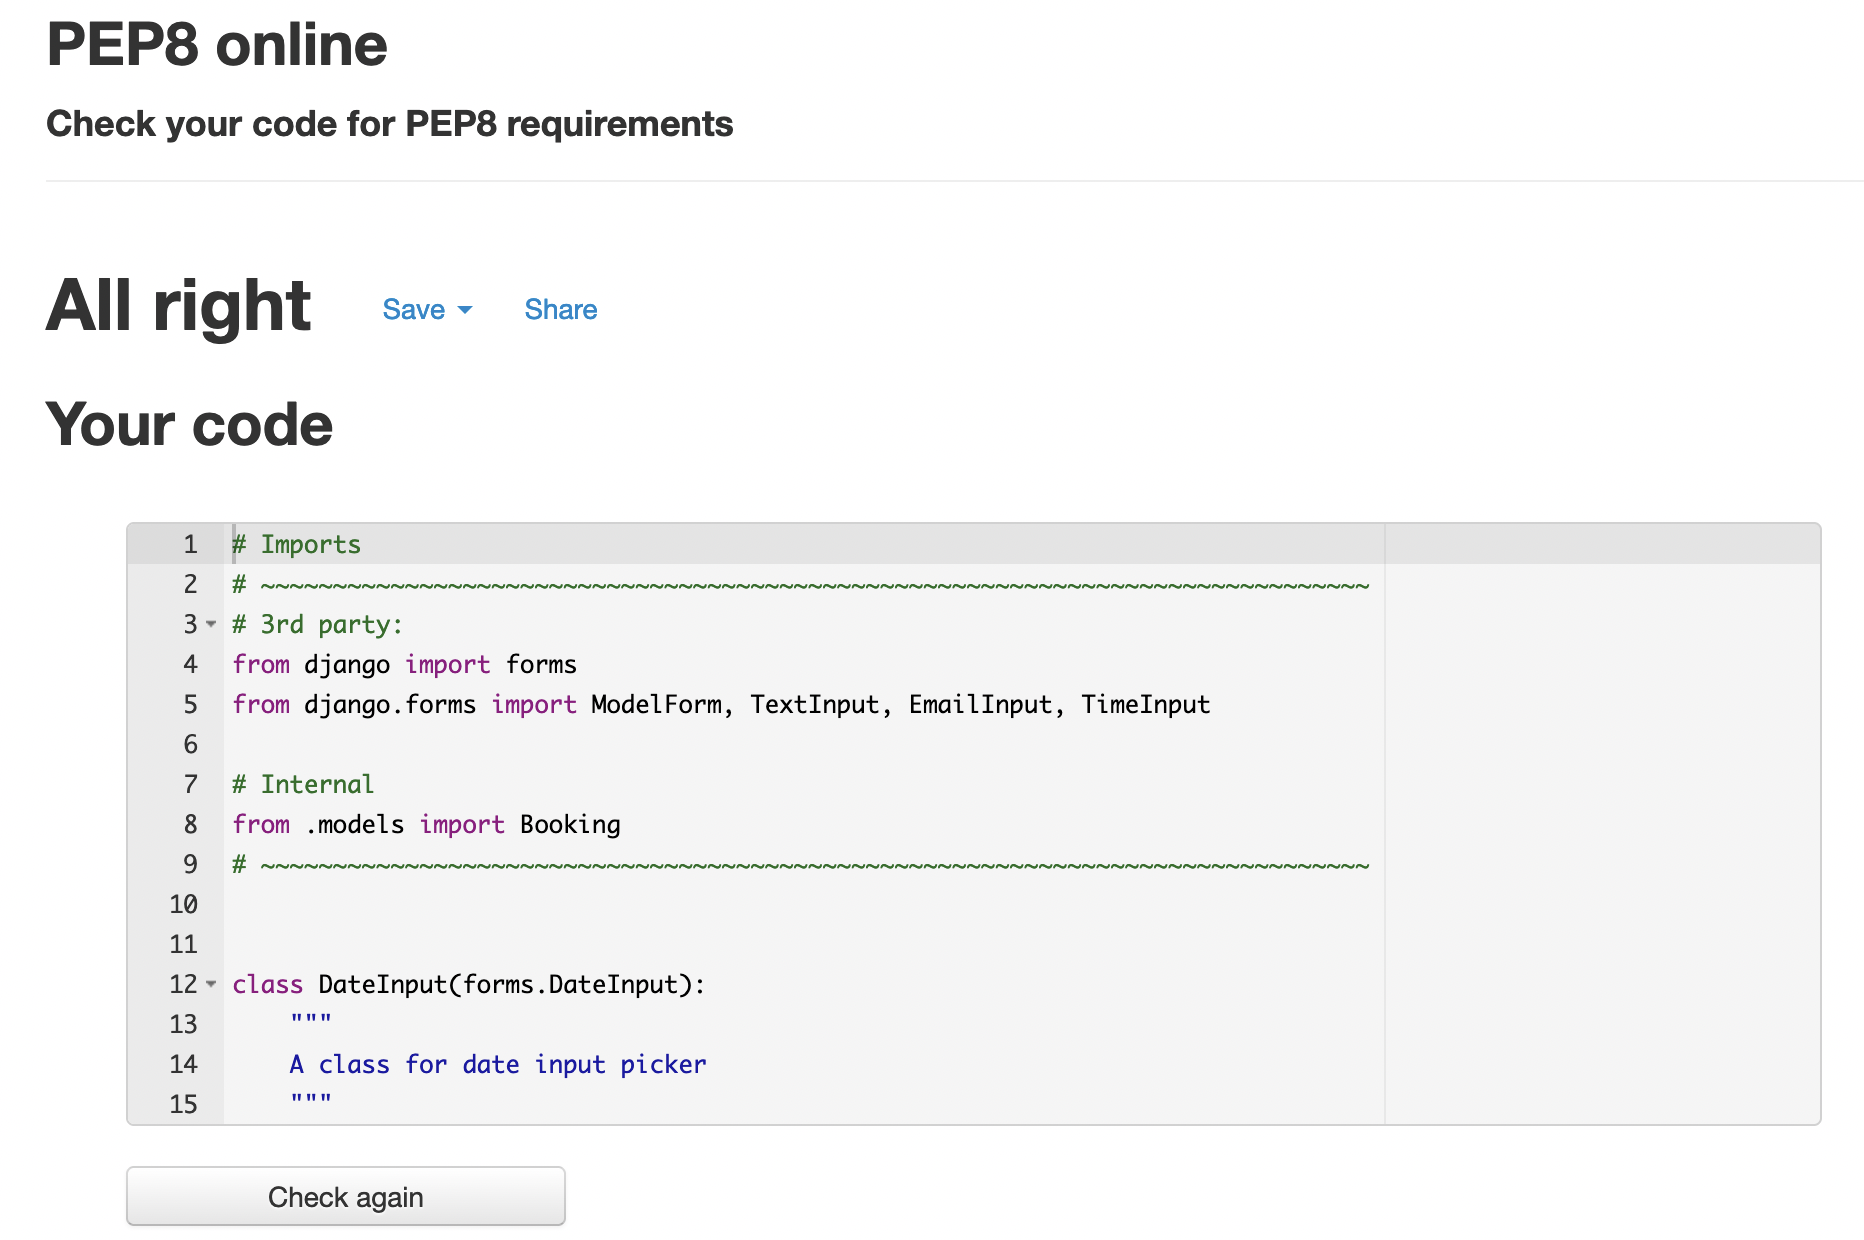 PEP8 online
Check your code for PEP8 requirements
All right Save Share
Your code
1 # Imports
2 # ~~~~~~~~~~~~~~~~~~~~~~~~~~~~~~~~~~~~~~~~~~~~~~~~~~~~~~~~~~~~~~~~~~~~~~~~~~~~~
3 # 3rd party:
4 from django import forms
5 from django.forms import ModelForm, TextInput, EmailInput, TimeInput
6
7 # Internal
8 from .models import Booking
9 # ~~~~~~~~~~~~~~~~~~~~~~~~~~~~~~~~~~~~~~~~~~~~~~~~~~~~~~~~~~~~~~~~~~~~~~~~~~~~~
10
11
12 class DateInput(forms.DateInput):
13     """
14     A class for date input picker
15     """
Check again